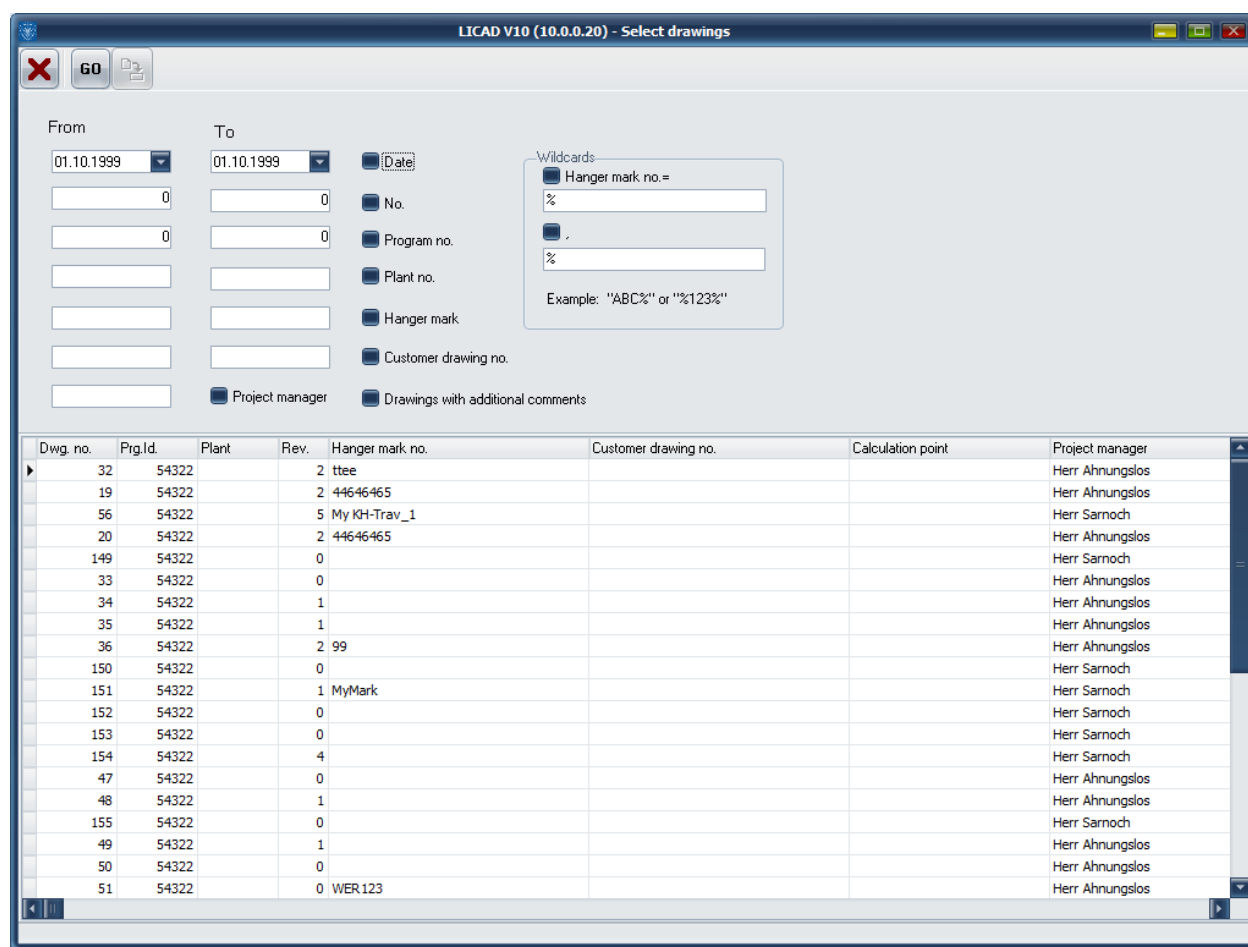 LICAD V10 (10.0.0.20) - Select drawings
GO
From To
01.10.1999 01.10.1999 Date
0 0 No.
0 0 Program no.
Plant no.
Hanger mark
Customer drawing no.
Project manager Drawings with additional comments
Wildcards
Hanger mark no.=
%
,
%
Example: "ABC%" or "%123%"
Dwg. no. Prg.Id. Plant Rev. Hanger mark no. Customer drawing no. Calculation point Project manager
32 54322 2 ttee Herr Ahnungslos
19 54322 2 44646465 Herr Ahnungslos
56 54322 5 My KH-Trav_1 Herr Sarnoch
20 54322 2 44646465 Herr Ahnungslos
149 54322 0 Herr Sarnoch
33 54322 0 Herr Ahnungslos
34 54322 1 Herr Ahnungslos
35 54322 1 Herr Ahnungslos
36 54322 2 99 Herr Ahnungslos
150 54322 0 Herr Sarnoch
151 54322 1 MyMark Herr Sarnoch
152 54322 0 Herr Sarnoch
153 54322 0 Herr Sarnoch
154 54322 4 Herr Sarnoch
47 54322 0 Herr Ahnungslos
48 54322 1 Herr Ahnungslos
155 54322 0 Herr Sarnoch
49 54322 1 Herr Ahnungslos
50 54322 0 Herr Ahnungslos
51 54322 0 WER123 Herr Ahnungslos